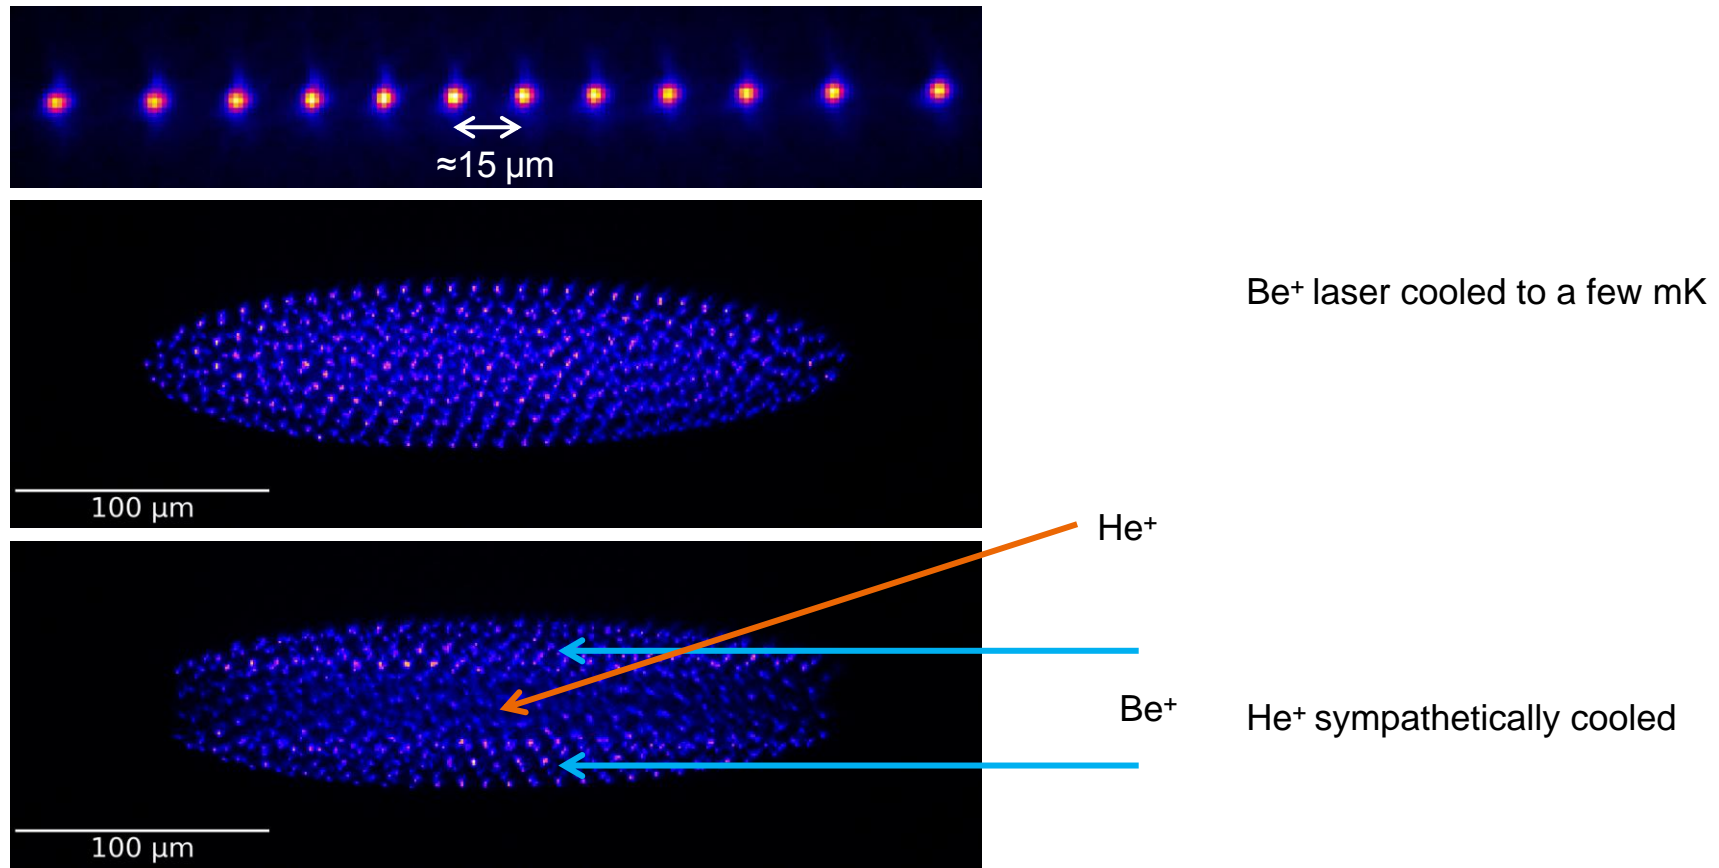 ≈15 µm
Be⁺ laser cooled to a few mK
100 µm
He⁺
Be⁺
He⁺ sympathetically cooled
100 µm